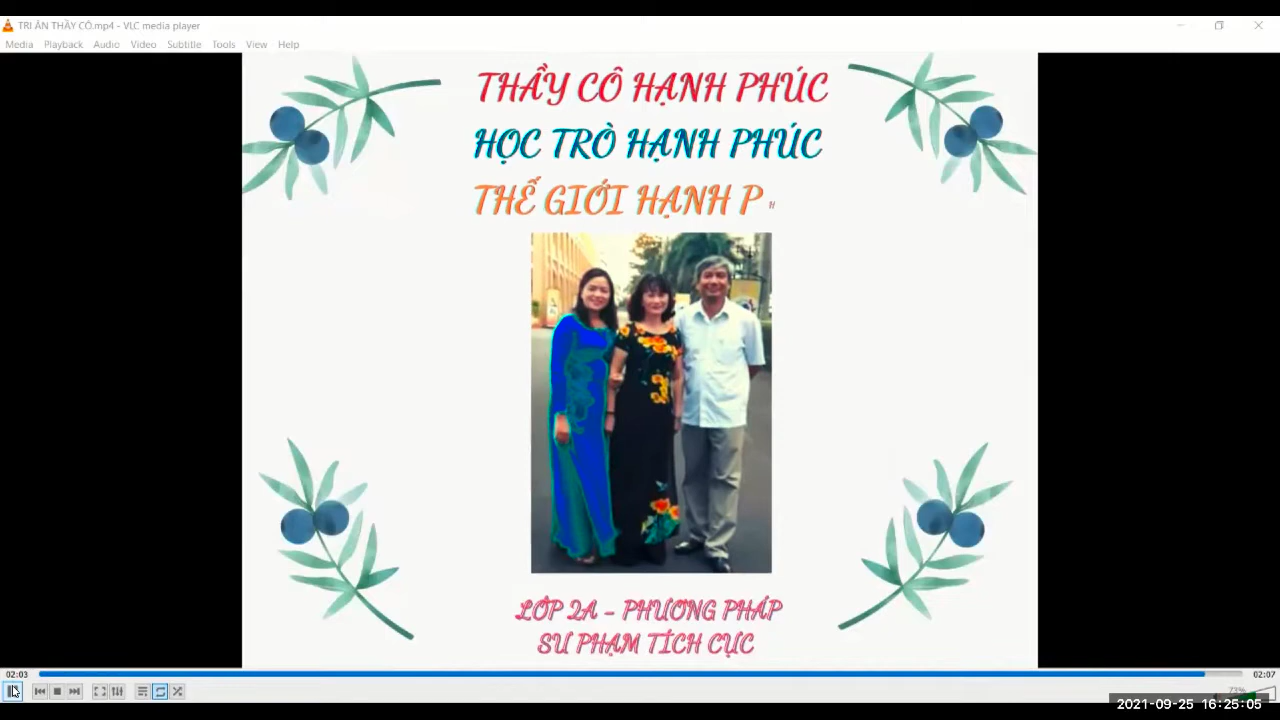 TRI ÂN THẦY CÔ.mp4 - VLC media player
Media Playback Audio Video Subtitle Tools View Help
THẦY CÔ HẠNH PHÚC
HỌC TRÒ HẠNH PHÚC
THẾ GIỚI HẠNH P H
LỚP 2A – PHƯƠNG PHÁP
SƯ PHẠM TÍCH CỰC
02:03
02:07
73%
2021-09-25 16:25:05